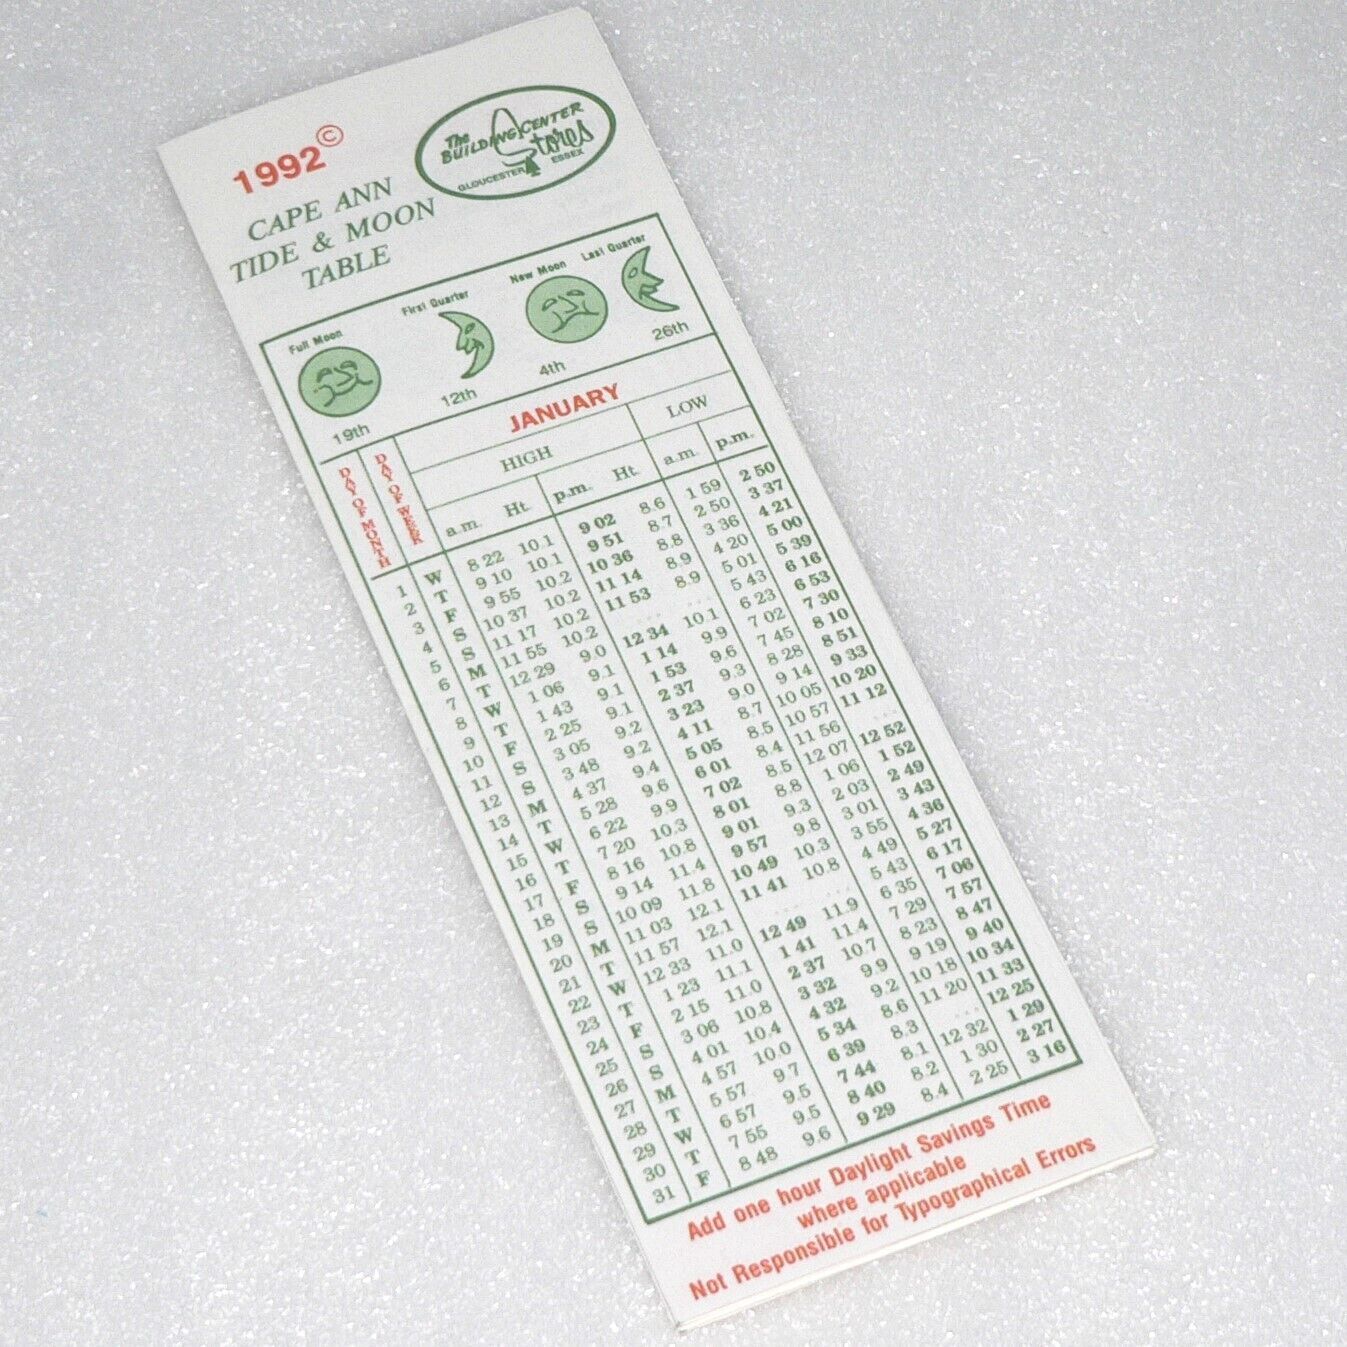 1992©
CAPE ANN
TIDE & MOON
TABLE
The
BUILDING CENTER
Stores
GLOUCESTER ESSEX
Full Moon First Quarter New Moon Last Quarter
19th 12th 4th 26th
JANUARY
DAY OF MONTH
DAY OF WEEK
HIGH LOW
a.m. Ht. p.m. Ht. a.m. p.m.
1 W 8 22 10.1 9 02 8.6 1 59 2 50
2 T 9 10 10.1 9 51 8.7 2 50 3 37
3 F 9 55 10.2 10 36 8.8 3 36 4 21
4 S 10 37 10.2 11 14 8.9 4 20 5 00
5 S 11 17 10.2 11 53 8.9 5 01 5 39
6 M 11 55 10.2 ... ... 5 43 6 16
7 T 12 29 9.0 12 34 10.1 6 23 6 53
8 W 1 06 9.1 1 14 9.9 7 02 7 30
9 T 1 43 9.1 1 53 9.6 7 45 8 10
10 F 2 25 9.1 2 37 9.3 8 28 8 51
11 S 3 05 9.2 3 23 9.0 9 14 9 33
12 S 3 48 9.2 4 11 8.7 10 05 10 20
13 M 4 37 9.4 5 05 8.5 10 57 11 12
14 T 5 28 9.6 6 01 8.4 11 56 ...
15 W 6 22 9.9 7 02 8.5 12 07 12 52
16 T 7 20 10.3 8 01 8.8 1 06 1 52
17 F 8 16 10.8 9 01 9.3 2 03 2 49
18 S 9 14 11.4 9 57 9.8 3 01 3 43
19 S 10 09 11.8 10 49 10.3 3 55 4 36
20 M 11 03 12.1 11 41 10.8 4 49 5 27
21 T 11 57 12.1 ... ... 5 43 6 17
22 W 12 33 11.0 12 49 11.9 6 35 7 06
23 T 1 23 11.1 1 41 11.4 7 29 7 57
24 F 2 15 11.0 2 37 10.7 8 23 8 47
25 S 3 06 10.8 3 32 9.9 9 19 9 40
26 S 4 01 10.4 4 32 9.2 10 18 10 34
27 M 4 57 10.0 5 34 8.6 11 20 11 33
28 T 5 57 9.7 6 39 8.3 ... 12 25
29 W 6 57 9.5 7 44 8.1 12 32 1 29
30 T 7 55 9.5 8 40 8.2 1 30 2 27
31 F 8 48 9.6 9 29 8.4 2 25 3 16
Add one hour Daylight Savings Time
where applicable
Not Responsible for Typographical Errors